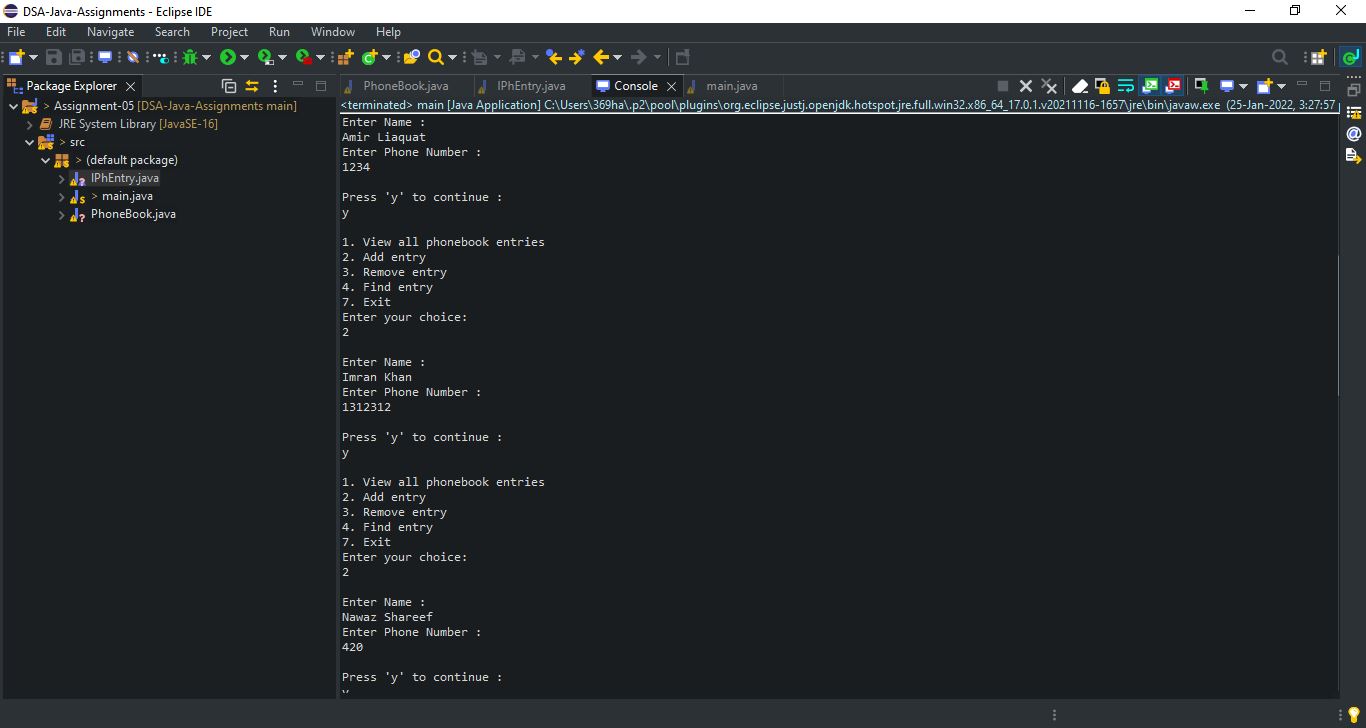 DSA-Java-Assignments - Eclipse IDE
File Edit Navigate Search Project Run Window Help
Package Explorer
PhoneBook.java IPhEntry.java Console main.java
> Assignment-05 [DSA-Java-Assignments main]
JRE System Library [JavaSE-16]
> src
> (default package)
IPhEntry.java
> main.java
PhoneBook.java
<terminated> main [Java Application] C:\Users\369ha\.p2\pool\plugins\org.eclipse.justj.openjdk.hotspot.jre.full.win32.x86_64_17.0.1.v20211116-1657\jre\bin\javaw.exe (25-Jan-2022, 3:27:57
Enter Name :
Amir Liaquat
Enter Phone Number :
1234
Press 'y' to continue :
y
1. View all phonebook entries
2. Add entry
3. Remove entry
4. Find entry
7. Exit
Enter your choice:
2
Enter Name :
Imran Khan
Enter Phone Number :
1312312
Press 'y' to continue :
y
1. View all phonebook entries
2. Add entry
3. Remove entry
4. Find entry
7. Exit
Enter your choice:
2
Enter Name :
Nawaz Shareef
Enter Phone Number :
420
Press 'y' to continue :
y